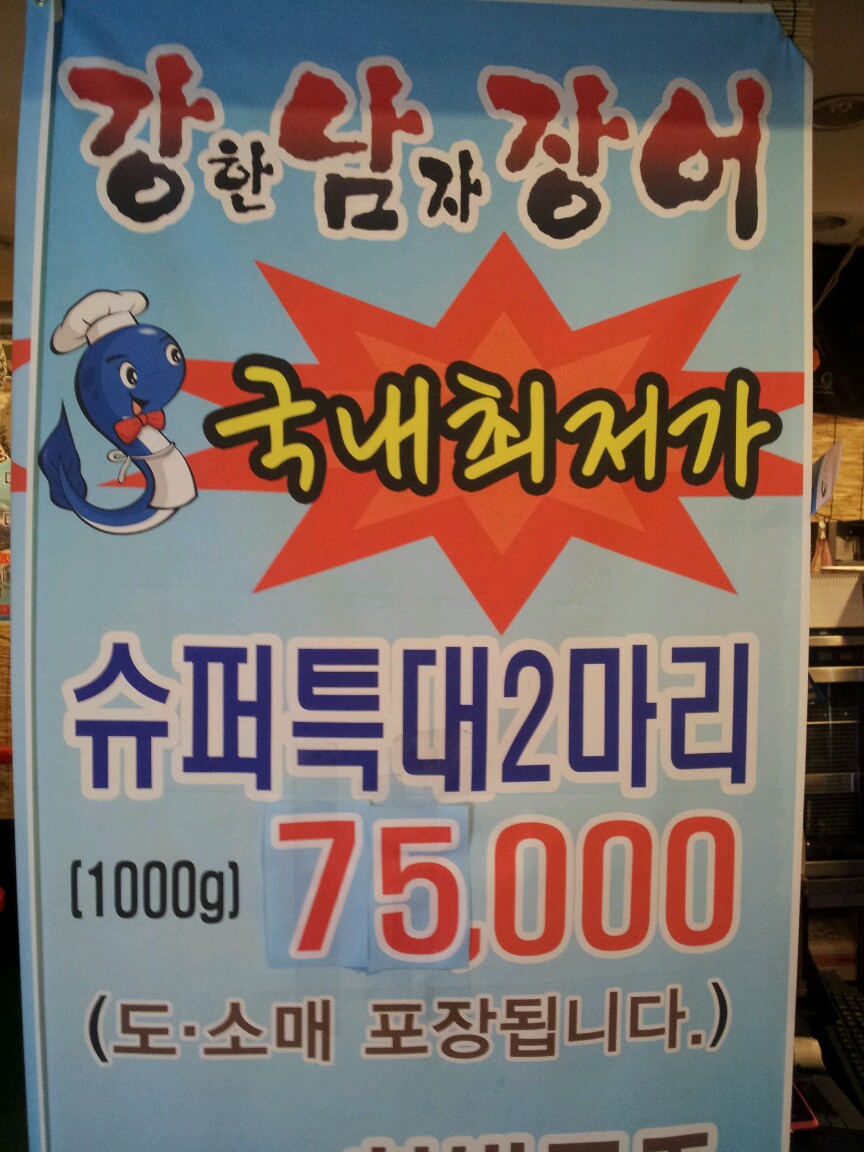 강한남자장어
국내최저가
슈퍼특대2마리
(1000g) 75,000
(도·소매 포장됩니다.)